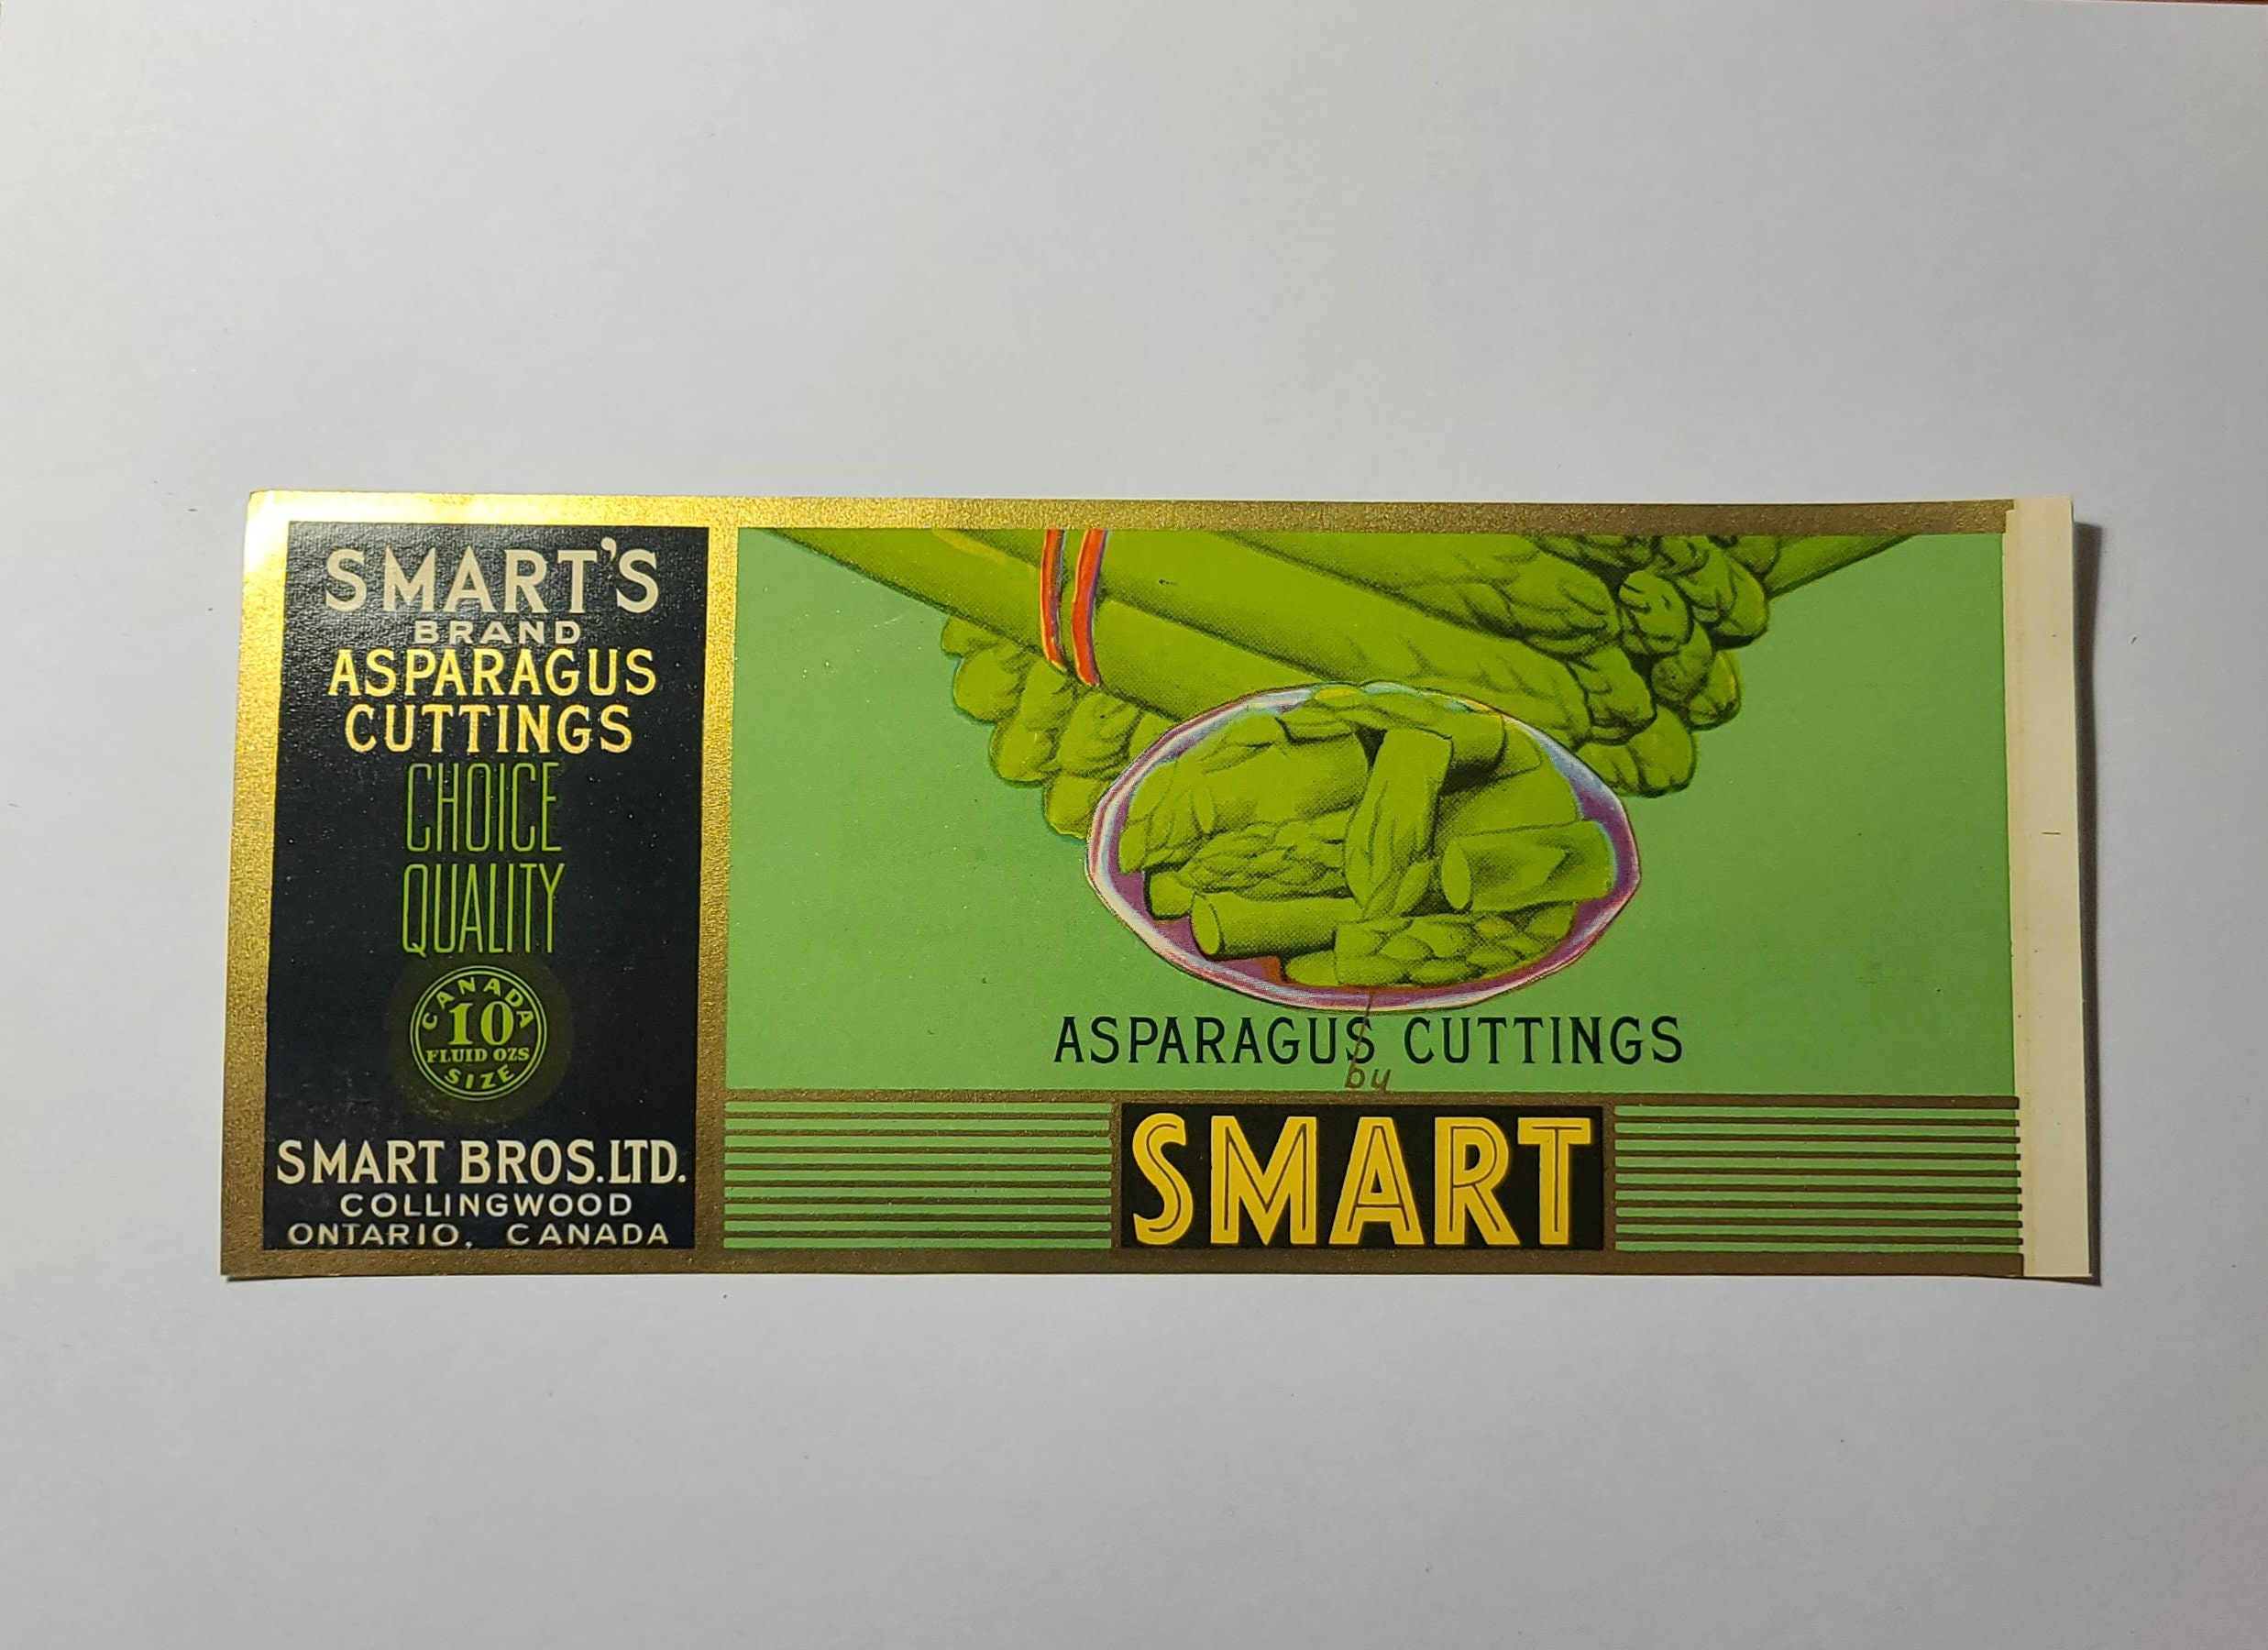 SMART'S
BRAND
ASPARAGUS
CUTTINGS
CHOICE
QUALITY
CANADA
10
FLUID OZS
SIZE
SMART BROS. LTD.
COLLINGWOOD
ONTARIO, CANADA
ASPARAGUS CUTTINGS
by
SMART